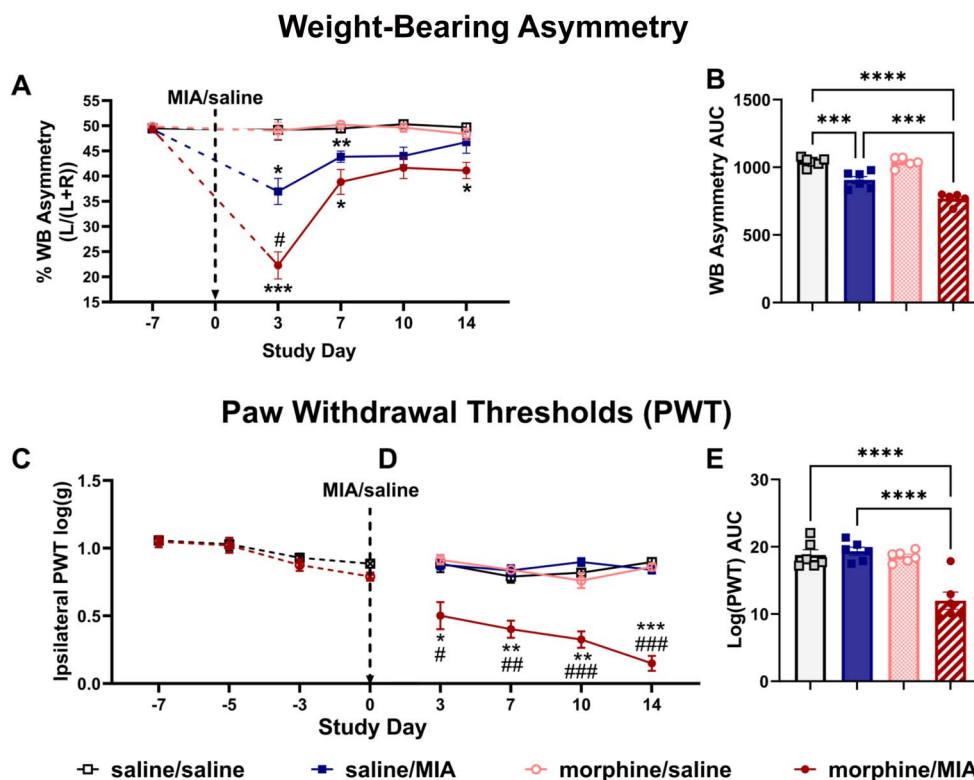 Weight-Bearing Asymmetry
A
MIA/saline
% WB Asymmetry
(L/(L+R)
55
50
45
40
35
30
25
20
15
*
**
#
***
*
*
-7 0 3 7 10 14
Study Day
B
****
*** ***
WB Asymmetry AUC
1500
1000
500
0
Paw Withdrawal Thresholds (PWT)
C
D
MIA/saline
Ipsilateral PWT log(g)
1.5
1.0
0.5
0.0
* ** ** ***
# ## ### ###
-7 -5 -3 0 3 7 10 14
Study Day
E
****
****
Log(PWT) AUC
30
20
10
0
saline/saline saline/MIA morphine/saline morphine/MIA